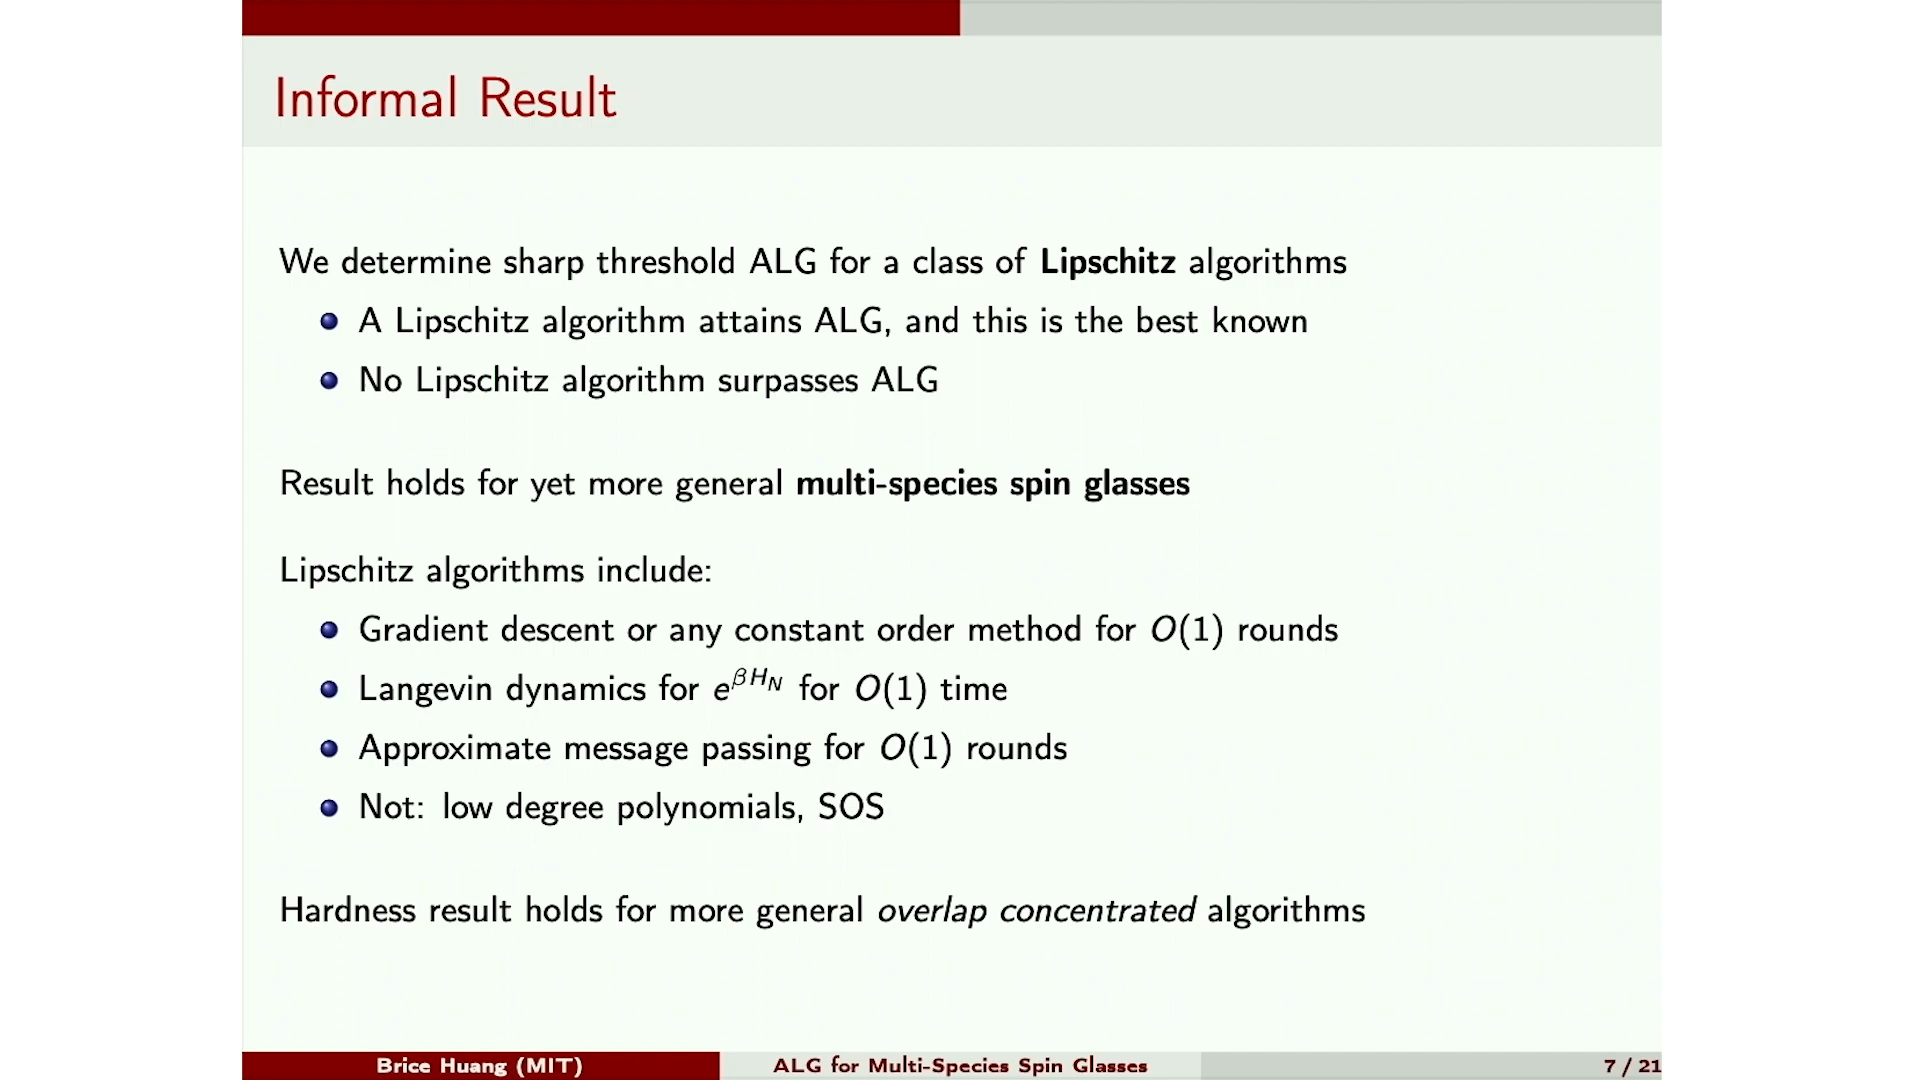 Informal Result
We determine sharp threshold ALG for a class of Lipschitz algorithms
A Lipschitz algorithm attains ALG, and this is the best known
No Lipschitz algorithm surpasses ALG
Result holds for yet more general multi-species spin glasses
Lipschitz algorithms include:
Gradient descent or any constant order method for O(1) rounds
Langevin dynamics for e^{βH_N} for O(1) time
Approximate message passing for O(1) rounds
Not: low degree polynomials, SOS
Hardness result holds for more general overlap concentrated algorithms
Brice Huang (MIT) ALG for Multi-Species Spin Glasses 7 / 21